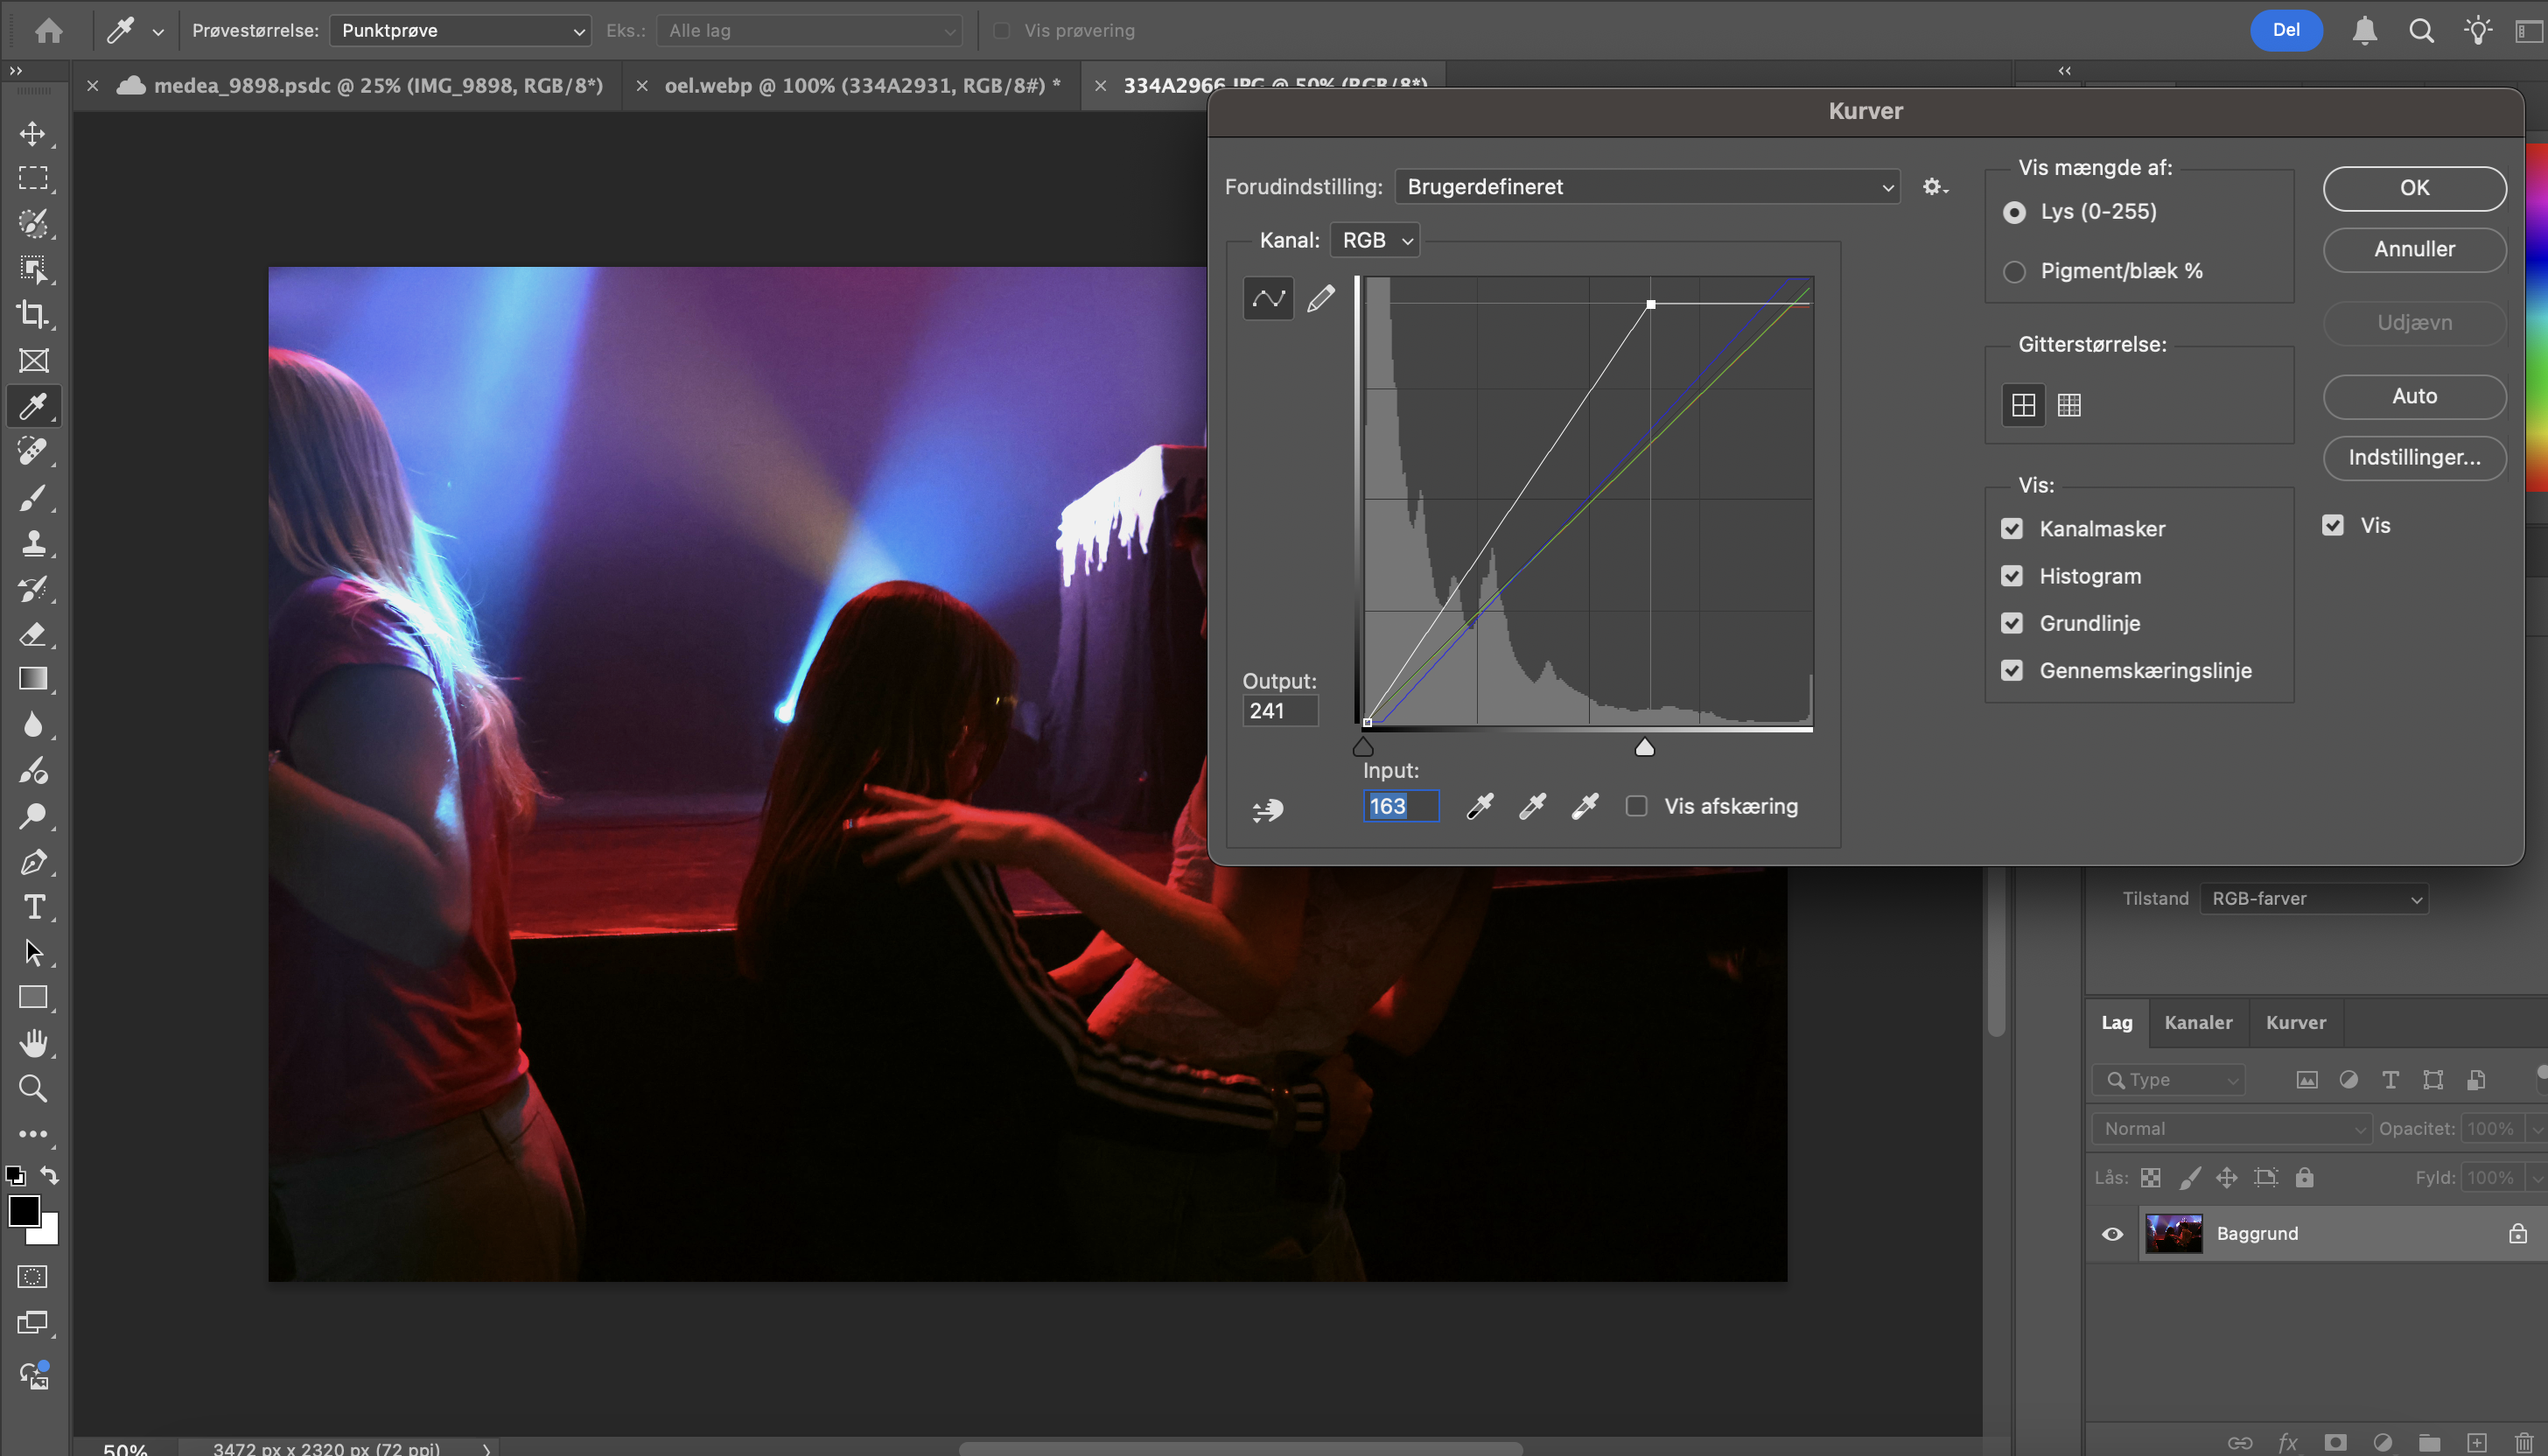 Prøvestørrelse: Punktprøve Eks.: Alle lag Vis prøvering Del
medea_9898.psdc @ 25% (IMG_9898, RGB/8*) oel.webp @ 100% (334A2931, RGB/8#) * 334A2966.JPG @ 50% (RGB/8*)
Kurver
Forudindstilling: Brugerdefineret
Kanal: RGB
Output:
241
Input:
163 Vis afskæring
Vis mængde af:
Lys (0-255)
Pigment/blæk %
Gitterstørrelse:
Vis:
Kanalmasker
Histogram
Grundlinje
Gennemskæringslinje
OK
Annuller
Udjævn
Auto
Indstillinger...
Vis
Tilstand RGB-farver
Lag Kanaler Kurver
Type
Normal Opacitet: 100%
Lås: Fyld: 100%
Baggrund
fx
50% 3472 px x 2320 px (72 ppi)